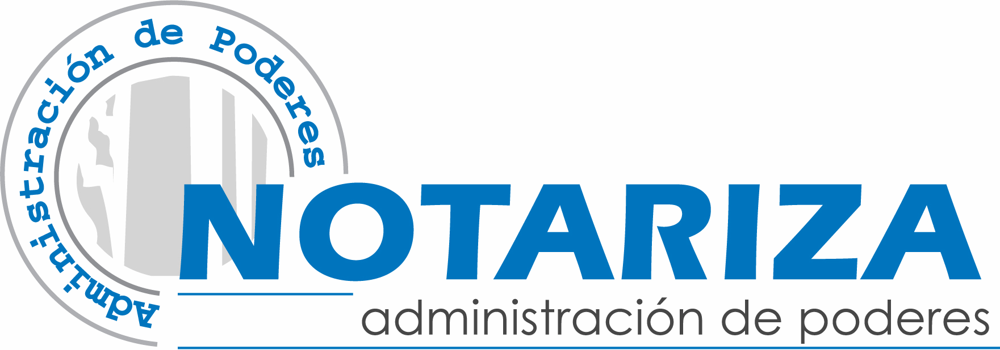 Administración de Poderes
NOTARIZA
administración de poderes